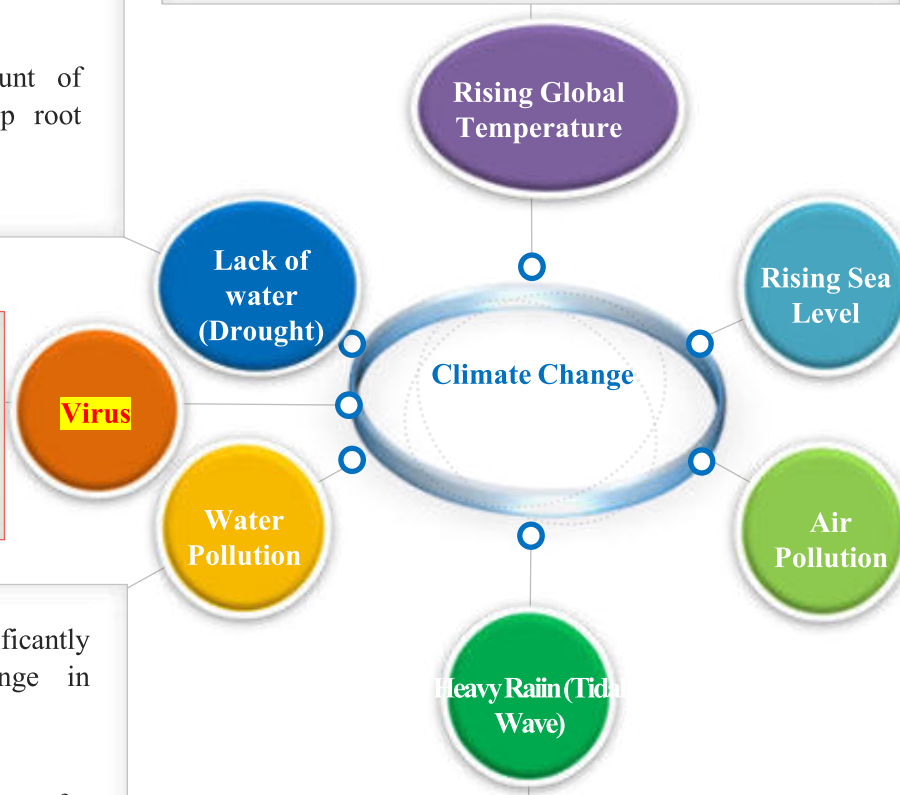 unt of
p root
Rising Global
Temperature
Lack of
water
(Drought)
Rising Sea
Level
Climate Change
Virus
Water
Pollution
Air
Pollution
Heavy Raiin (Tidal
Wave)
ficantly
nge in